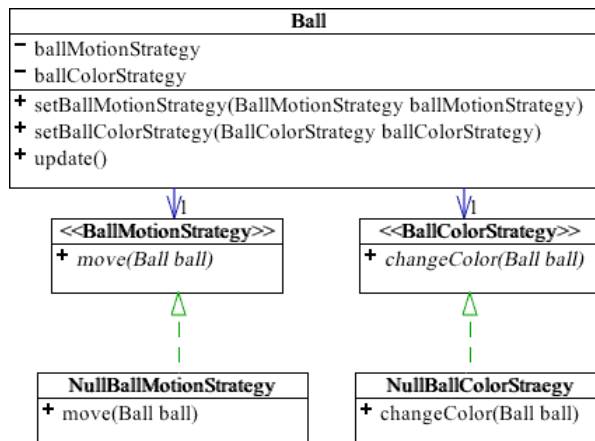 Ball
- ballMotionStrategy
- ballColorStrategy
+ setBallMotionStrategy(BallMotionStrategy ballMotionStrategy)
+ setBallColorStrategy(BallColorStrategy ballColorStrategy)
+ update()
1 1
<<BallMotionStrategy>> <<BallColorStrategy>>
+ move(Ball ball) + changeColor(Ball ball)
NullBallMotionStrategy NullBallColorStraegy
+ move(Ball ball) + changeColor(Ball ball)